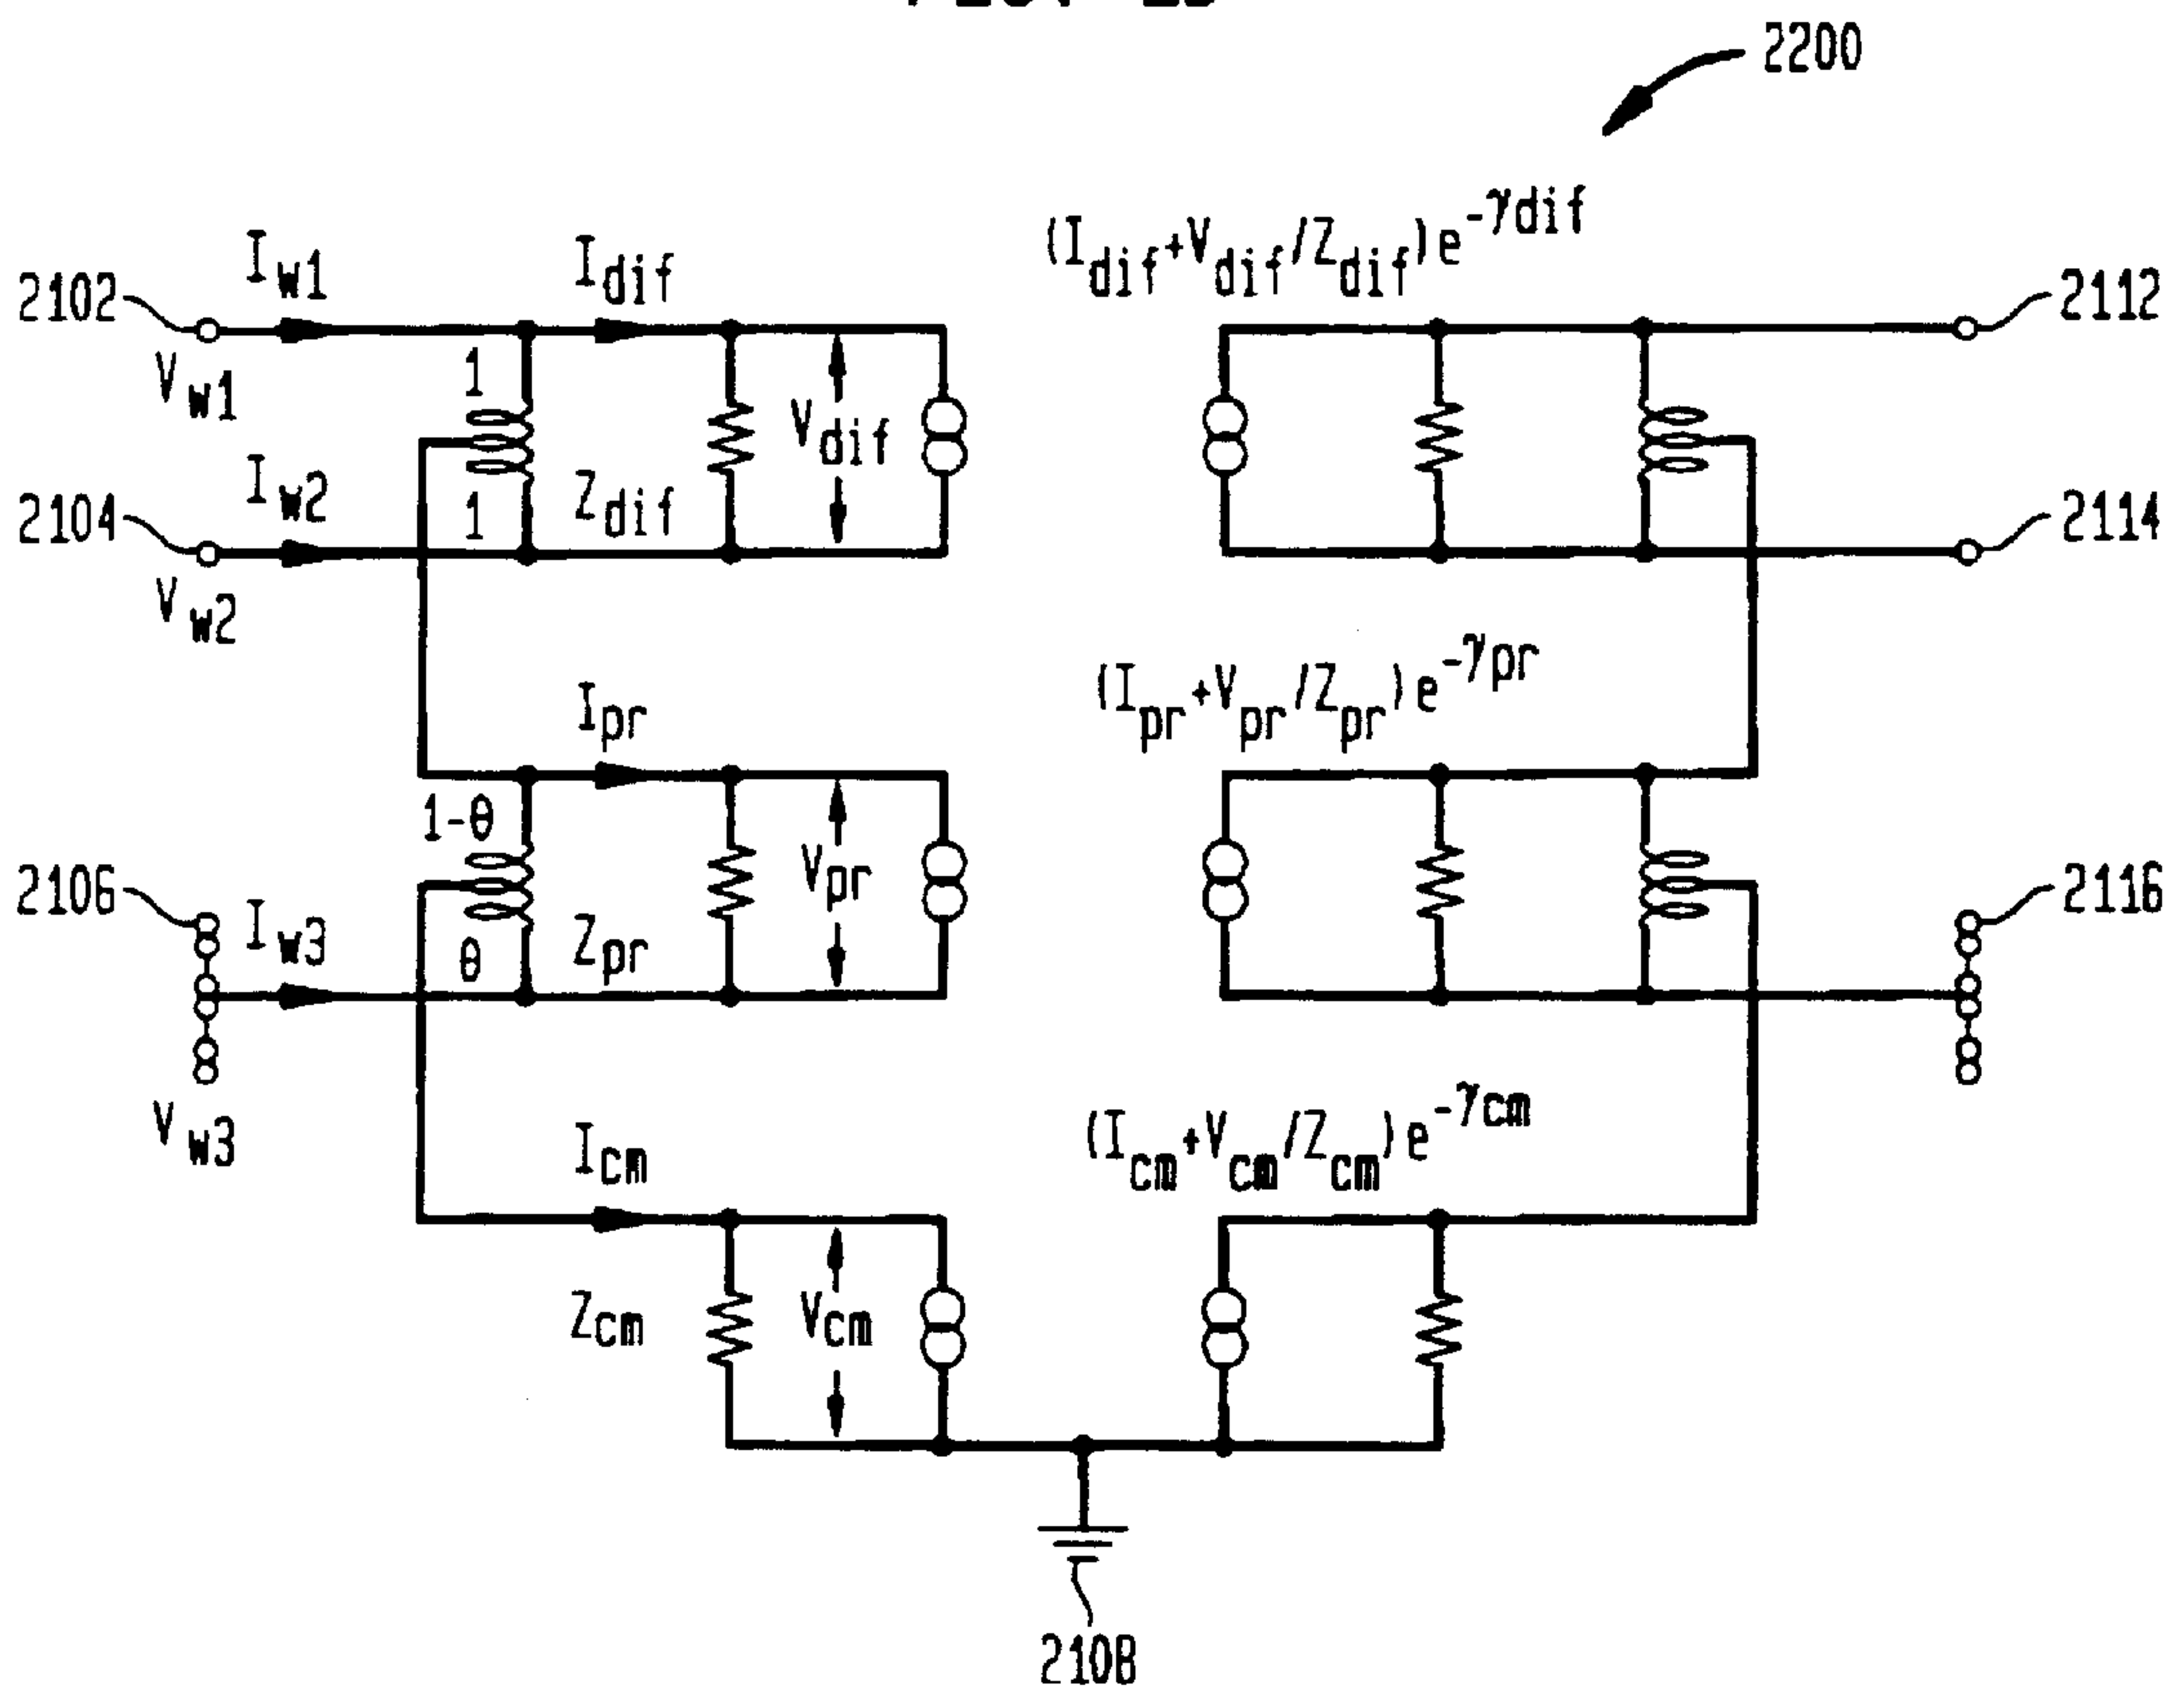 2200
(I_dif+V_dif/Z_dif)e^-γdif
I_w1
I_dif
2102
2112
V_w1
1
V_dif
I_w2
Z_dif
2104
1
2114
V_w2
(I_pr+V_pr/Z_pr)e^-γpr
I_pr
1-θ
V_pr
2106
2116
I_w3
Z_pr
θ
V_w3
(I_cm+V_cm/Z_cm)e^-γcm
I_cm
Z_cm
V_cm
2108